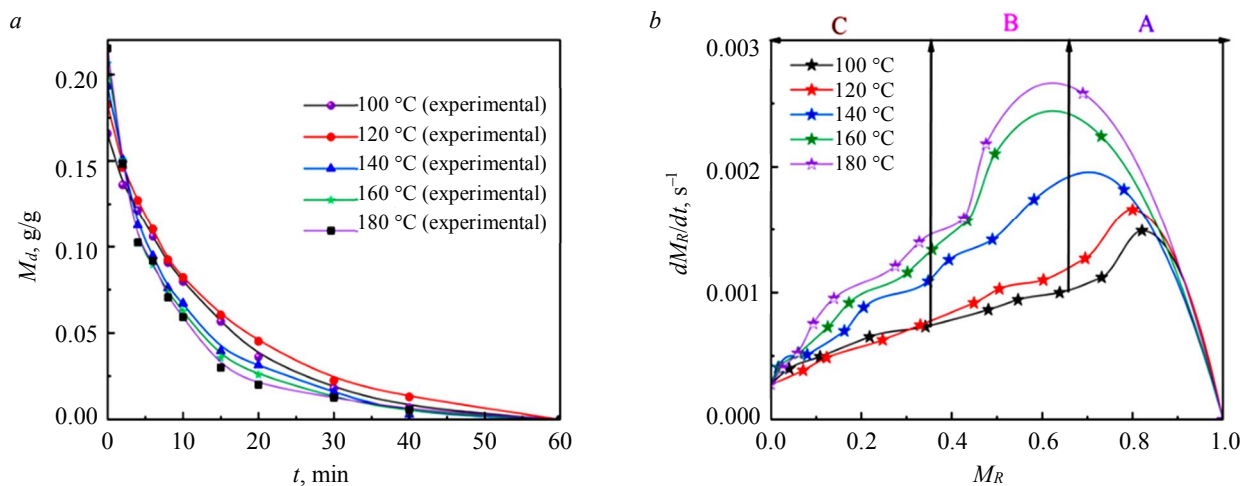 a
0.20
0.15
0.10
0.05
0.00
M_d, g/g
100 °C (experimental)
120 °C (experimental)
140 °C (experimental)
160 °C (experimental)
180 °C (experimental)
0 10 20 30 40 50 60
t, min
b
C B A
0.003
0.002
0.001
0.000
dM_R/dt, s⁻¹
100 °C
120 °C
140 °C
160 °C
180 °C
0.0 0.2 0.4 0.6 0.8 1.0
M_R